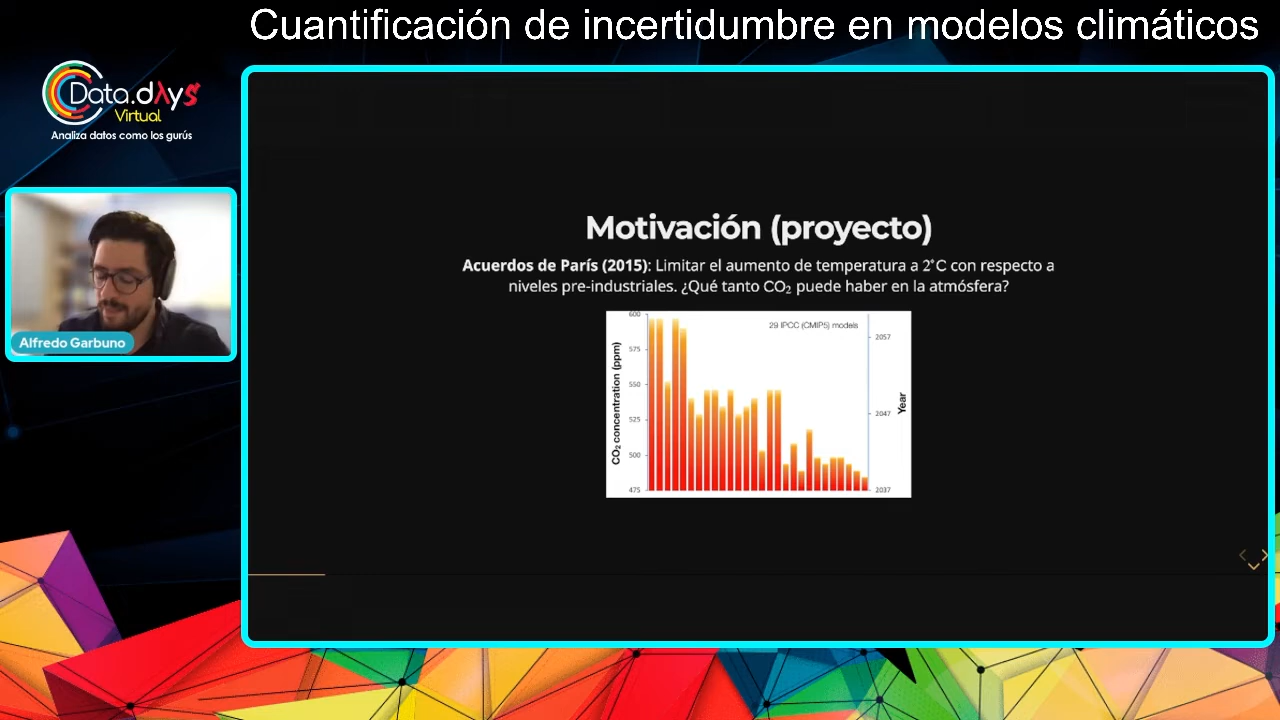 Cuantificación de incertidumbre en modelos climáticos
Data.dAys
Virtual
Analiza datos como los gurús
Alfredo Garbuno
Motivación (proyecto)
Acuerdos de París (2015): Limitar el aumento de temperatura a 2°C con respecto a
niveles pre-industriales. ¿Qué tanto CO₂ puede haber en la atmósfera?
29 IPCC (CMIP5) models
CO₂ concentration (ppm)
600
575
550
525
500
475
2057
2047
2037
Year